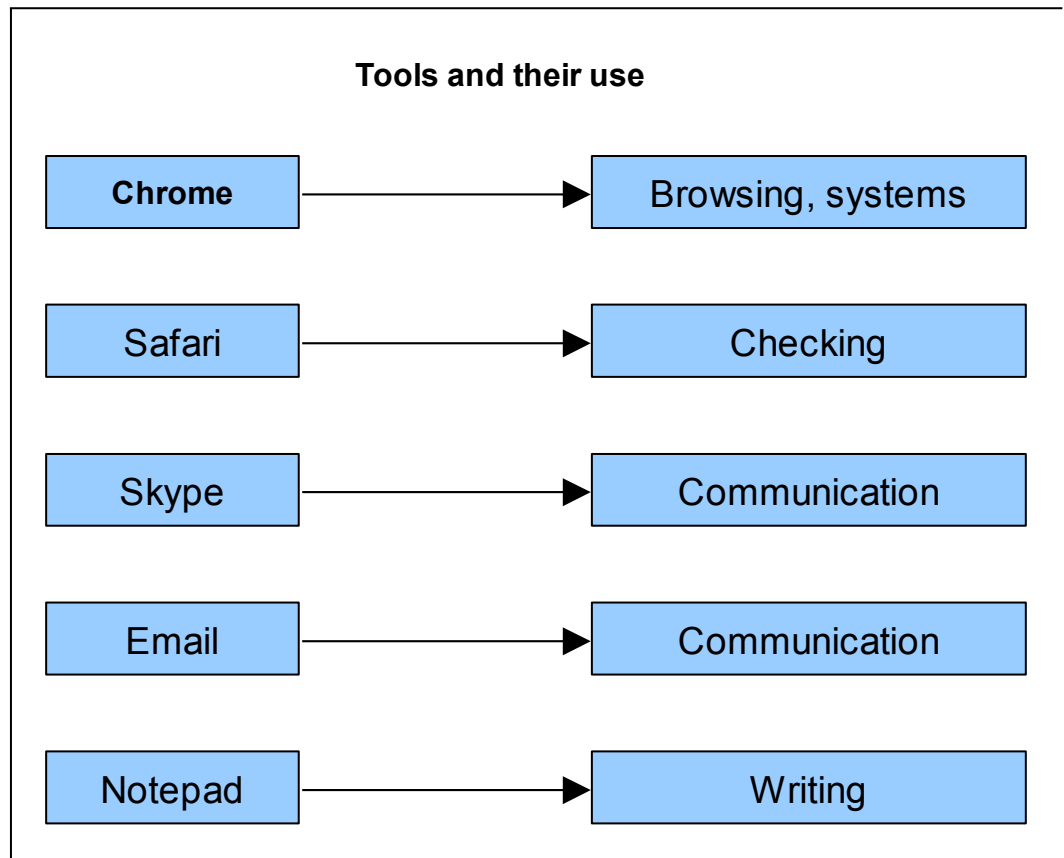 Tools and their use
Chrome
Browsing, systems
Safari
Checking
Skype
Communication
Email
Communication
Notepad
Writing